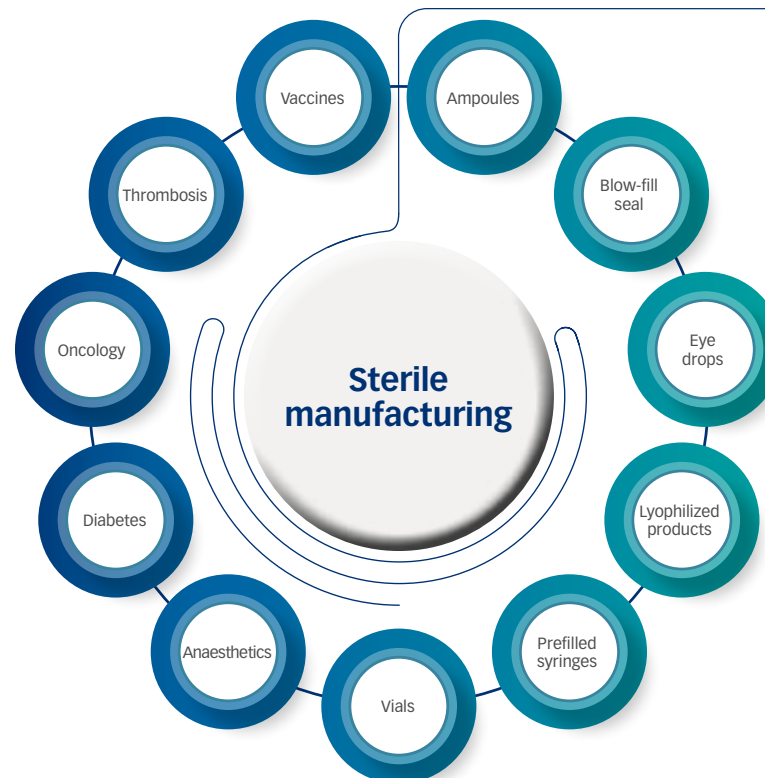 Vaccines
Ampoules
Thrombosis
Blow-fill
seal
Oncology
Sterile
manufacturing
Eye
drops
Diabetes
Lyophilized
products
Anaesthetics
Prefilled
syringes
Vials